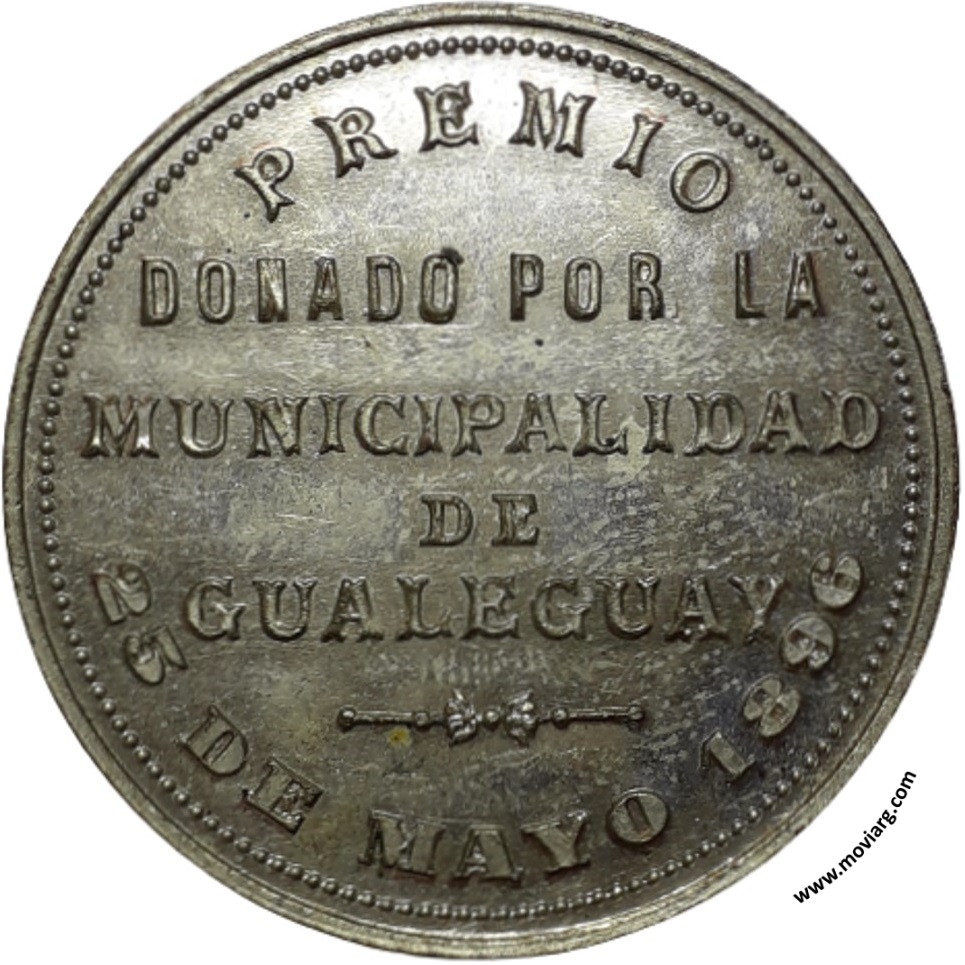 PREMIO
DONADO POR LA
MUNICIPALIDAD
DE
GUALEGUAY
25 DE MAYO 1896
www.moviarg.com